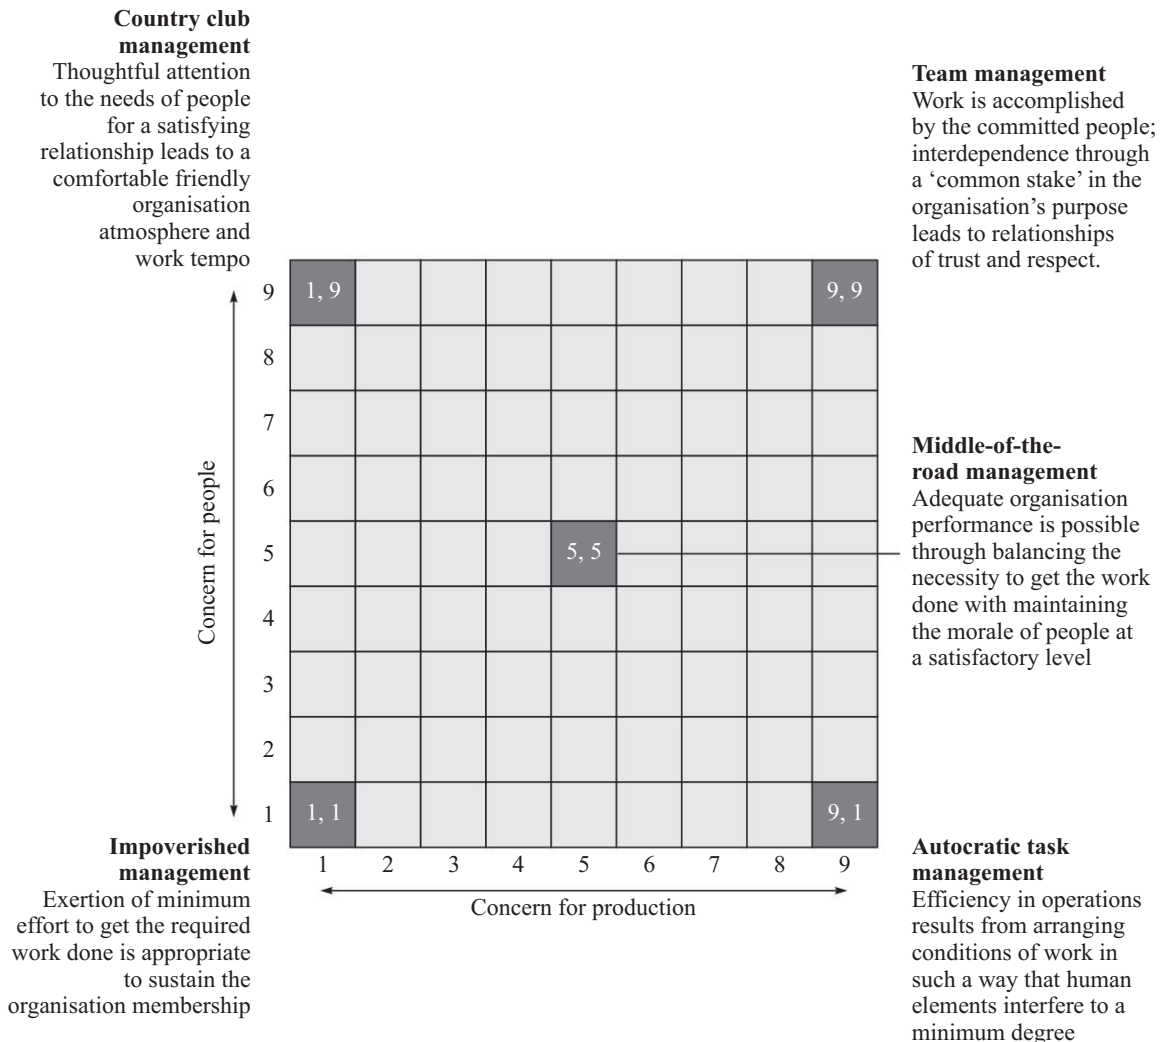 Country club
management
Thoughtful attention
to the needs of people
for a satisfying
relationship leads to a
comfortable friendly
organisation
atmosphere and
work tempo
Team management
Work is accomplished
by the committed people;
interdependence through
a ‘common stake’ in the
organisation’s purpose
leads to relationships
of trust and respect.
9
1, 9
9, 9
8
7
6
5
5, 5
4
3
2
1
1, 1
9, 1
Concern for people
Middle-of-the-
road management
Adequate organisation
performance is possible
through balancing the
necessity to get the work
done with maintaining
the morale of people at
a satisfactory level
1 2 3 4 5 6 7 8 9
Concern for production
Impoverished
management
Exertion of minimum
effort to get the required
work done is appropriate
to sustain the
organisation membership
Autocratic task
management
Efficiency in operations
results from arranging
conditions of work in
such a way that human
elements interfere to a
minimum degree